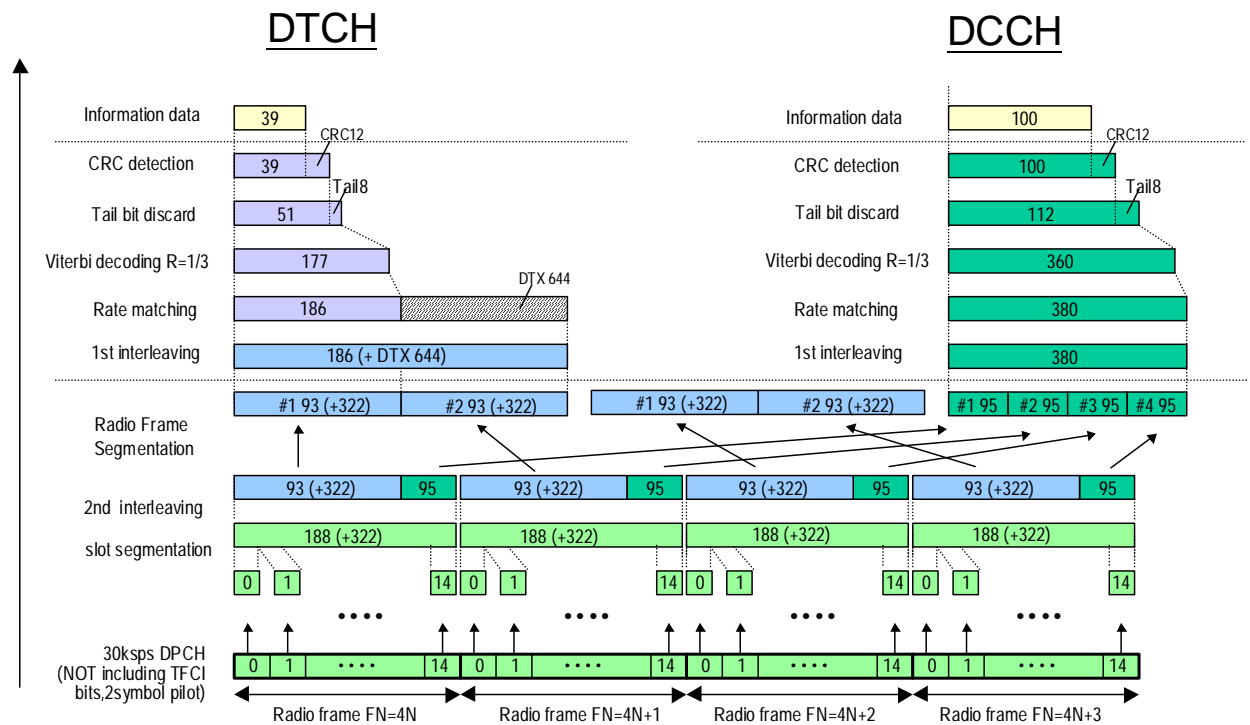 DTCH DCCH
Information data 39 Information data 100
CRC12 CRC12
CRC detection 39 CRC detection 100
Tail8 Tail8
Tail bit discard 51 Tail bit discard 112
Viterbi decoding R=1/3 177 Viterbi decoding R=1/3 360
DTX 644
Rate matching 186 Rate matching 380
1st interleaving 186 (+ DTX 644) 1st interleaving 380
#1 93 (+322) #2 93 (+322) #1 93 (+322) #2 93 (+322) #1 95 #2 95 #3 95 #4 95
Radio Frame
Segmentation
93 (+322) 95 93 (+322) 95 93 (+322) 95 93 (+322) 95
2nd interleaving
188 (+322) 188 (+322) 188 (+322) 188 (+322)
slot segmentation
0 1 14 0 1 14 0 1 14 0 1 14
•••• •••• •••• ••••
30ksps DPCH
(NOT including TFCI
bits,2symbol pilot)
0 1 •••• 14 0 1 •••• 14 0 1 •••• 14 0 1 •••• 14
Radio frame FN=4N Radio frame FN=4N+1 Radio frame FN=4N+2 Radio frame FN=4N+3